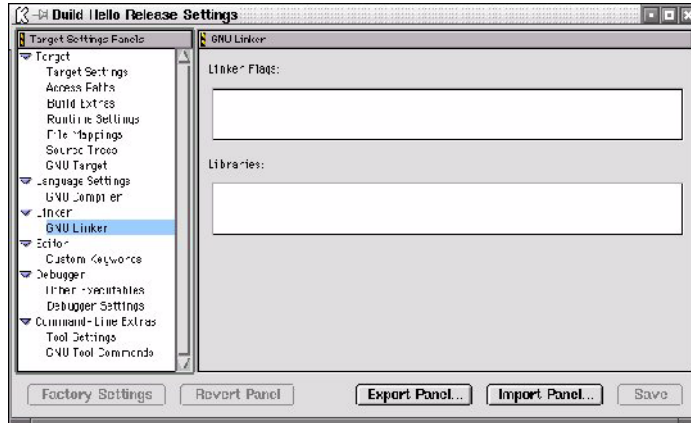 Build Hello Release Settings
Target Settings Panels
GNU Linker
Target
Target Settings
Access Paths
Build Extras
Runtime Settings
File Mappings
Source Trees
GNU Target
Language Settings
GNU Compiler
Linker
GNU Linker
Editor
Custom Keywords
Debugger
Other Executables
Debugger Settings
Command-Line Extras
Tool Settings
GNU Tool Commands
Linker Flags:
Libraries:
Factory Settings
Revert Panel
Export Panel...
Import Panel...
Save